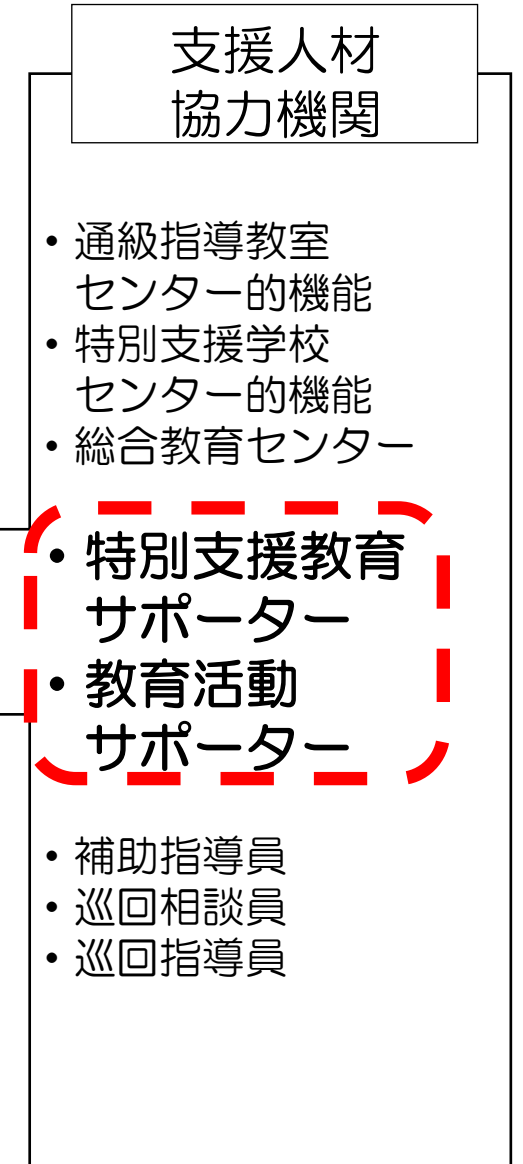 支援人材
協力機関
• 通級指導教室
センター的機能
• 特別支援学校
センター的機能
• 総合教育センター
• 特別支援教育
サポーター
• 教育活動
サポーター
• 補助指導員
• 巡回相談員
• 巡回指導員